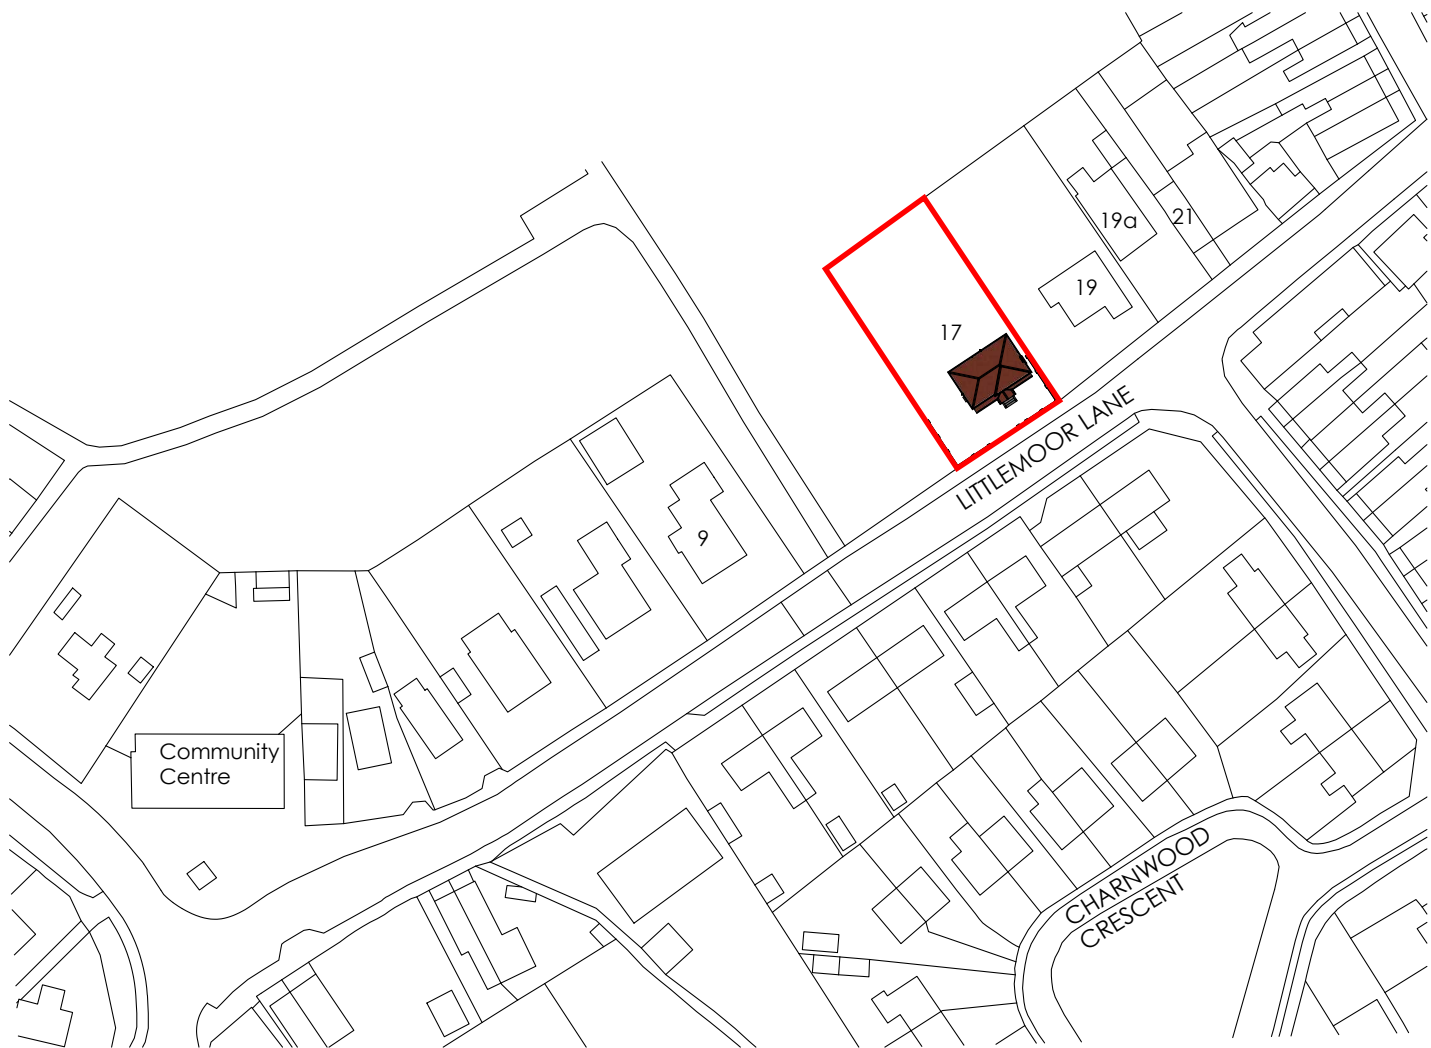 19a
21
19
17
LITTLEMOOR LANE
9
Community
Centre
CHARNWOOD
CRESCENT